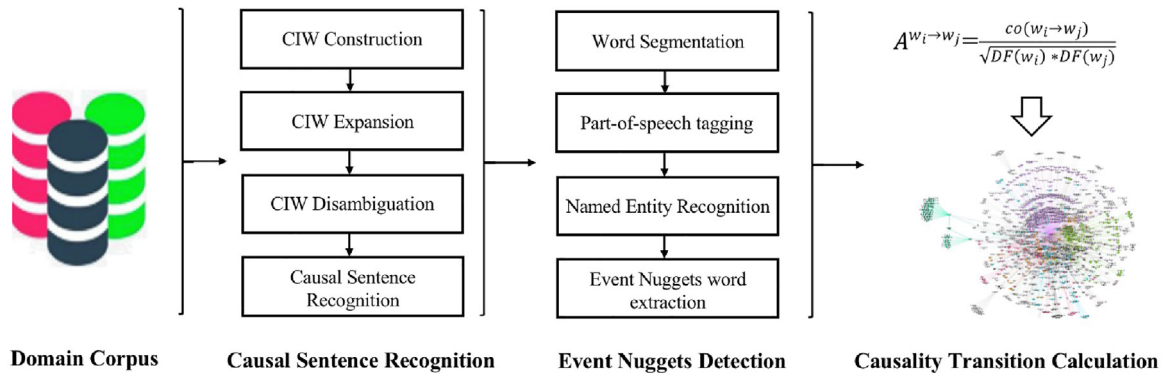 CIW Construction
CIW Expansion
CIW Disambiguation
Causal Sentence
Recognition
Word Segmentation
Part-of-speech tagging
Named Entity Recognition
Event Nuggets word
extraction
A^{w_i→w_j}=\frac{co(w_i→w_j)}{\sqrt{DF(w_i) *DF(w_j)}}
Domain Corpus
Causal Sentence Recognition
Event Nuggets Detection
Causality Transition Calculation